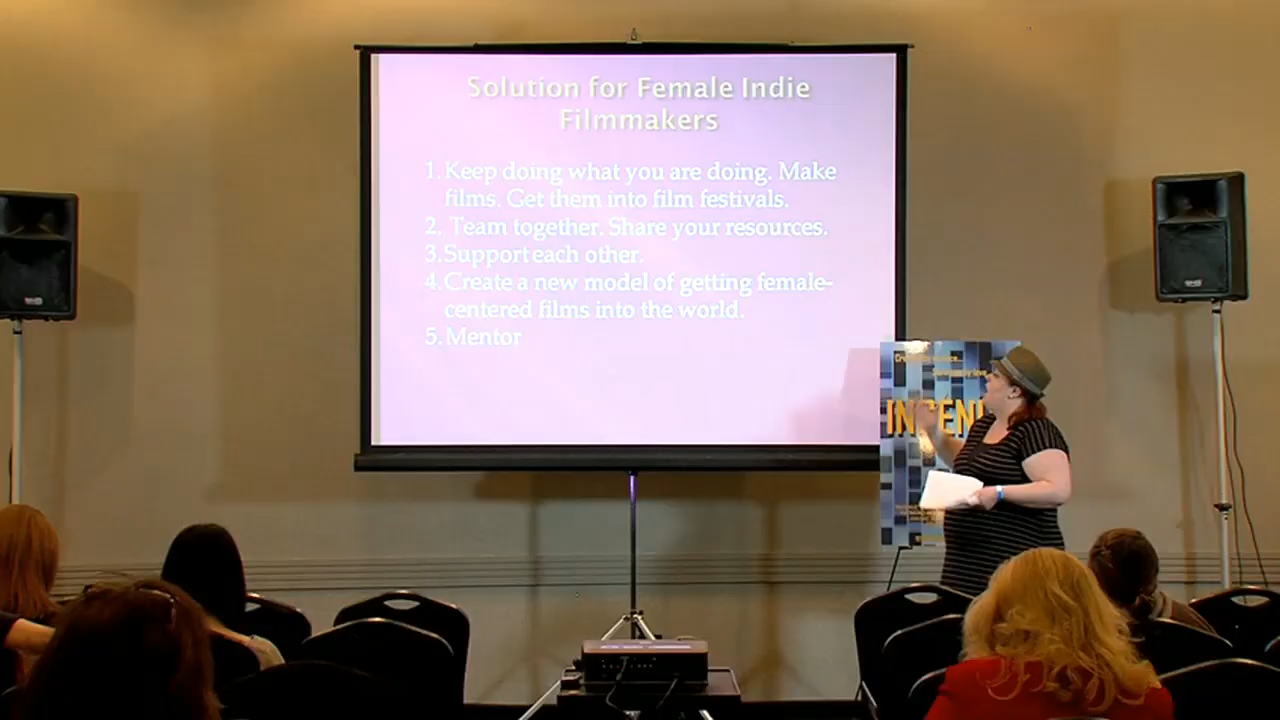 Solution for Female Indie
Filmmakers
1. Keep doing what you are doing. Make
films. Get them into film festivals.
2. Team together. Share your resources.
3. Support each other.
4. Create a new model of getting female-
centered films into the world.
5. Mentor
INGENI